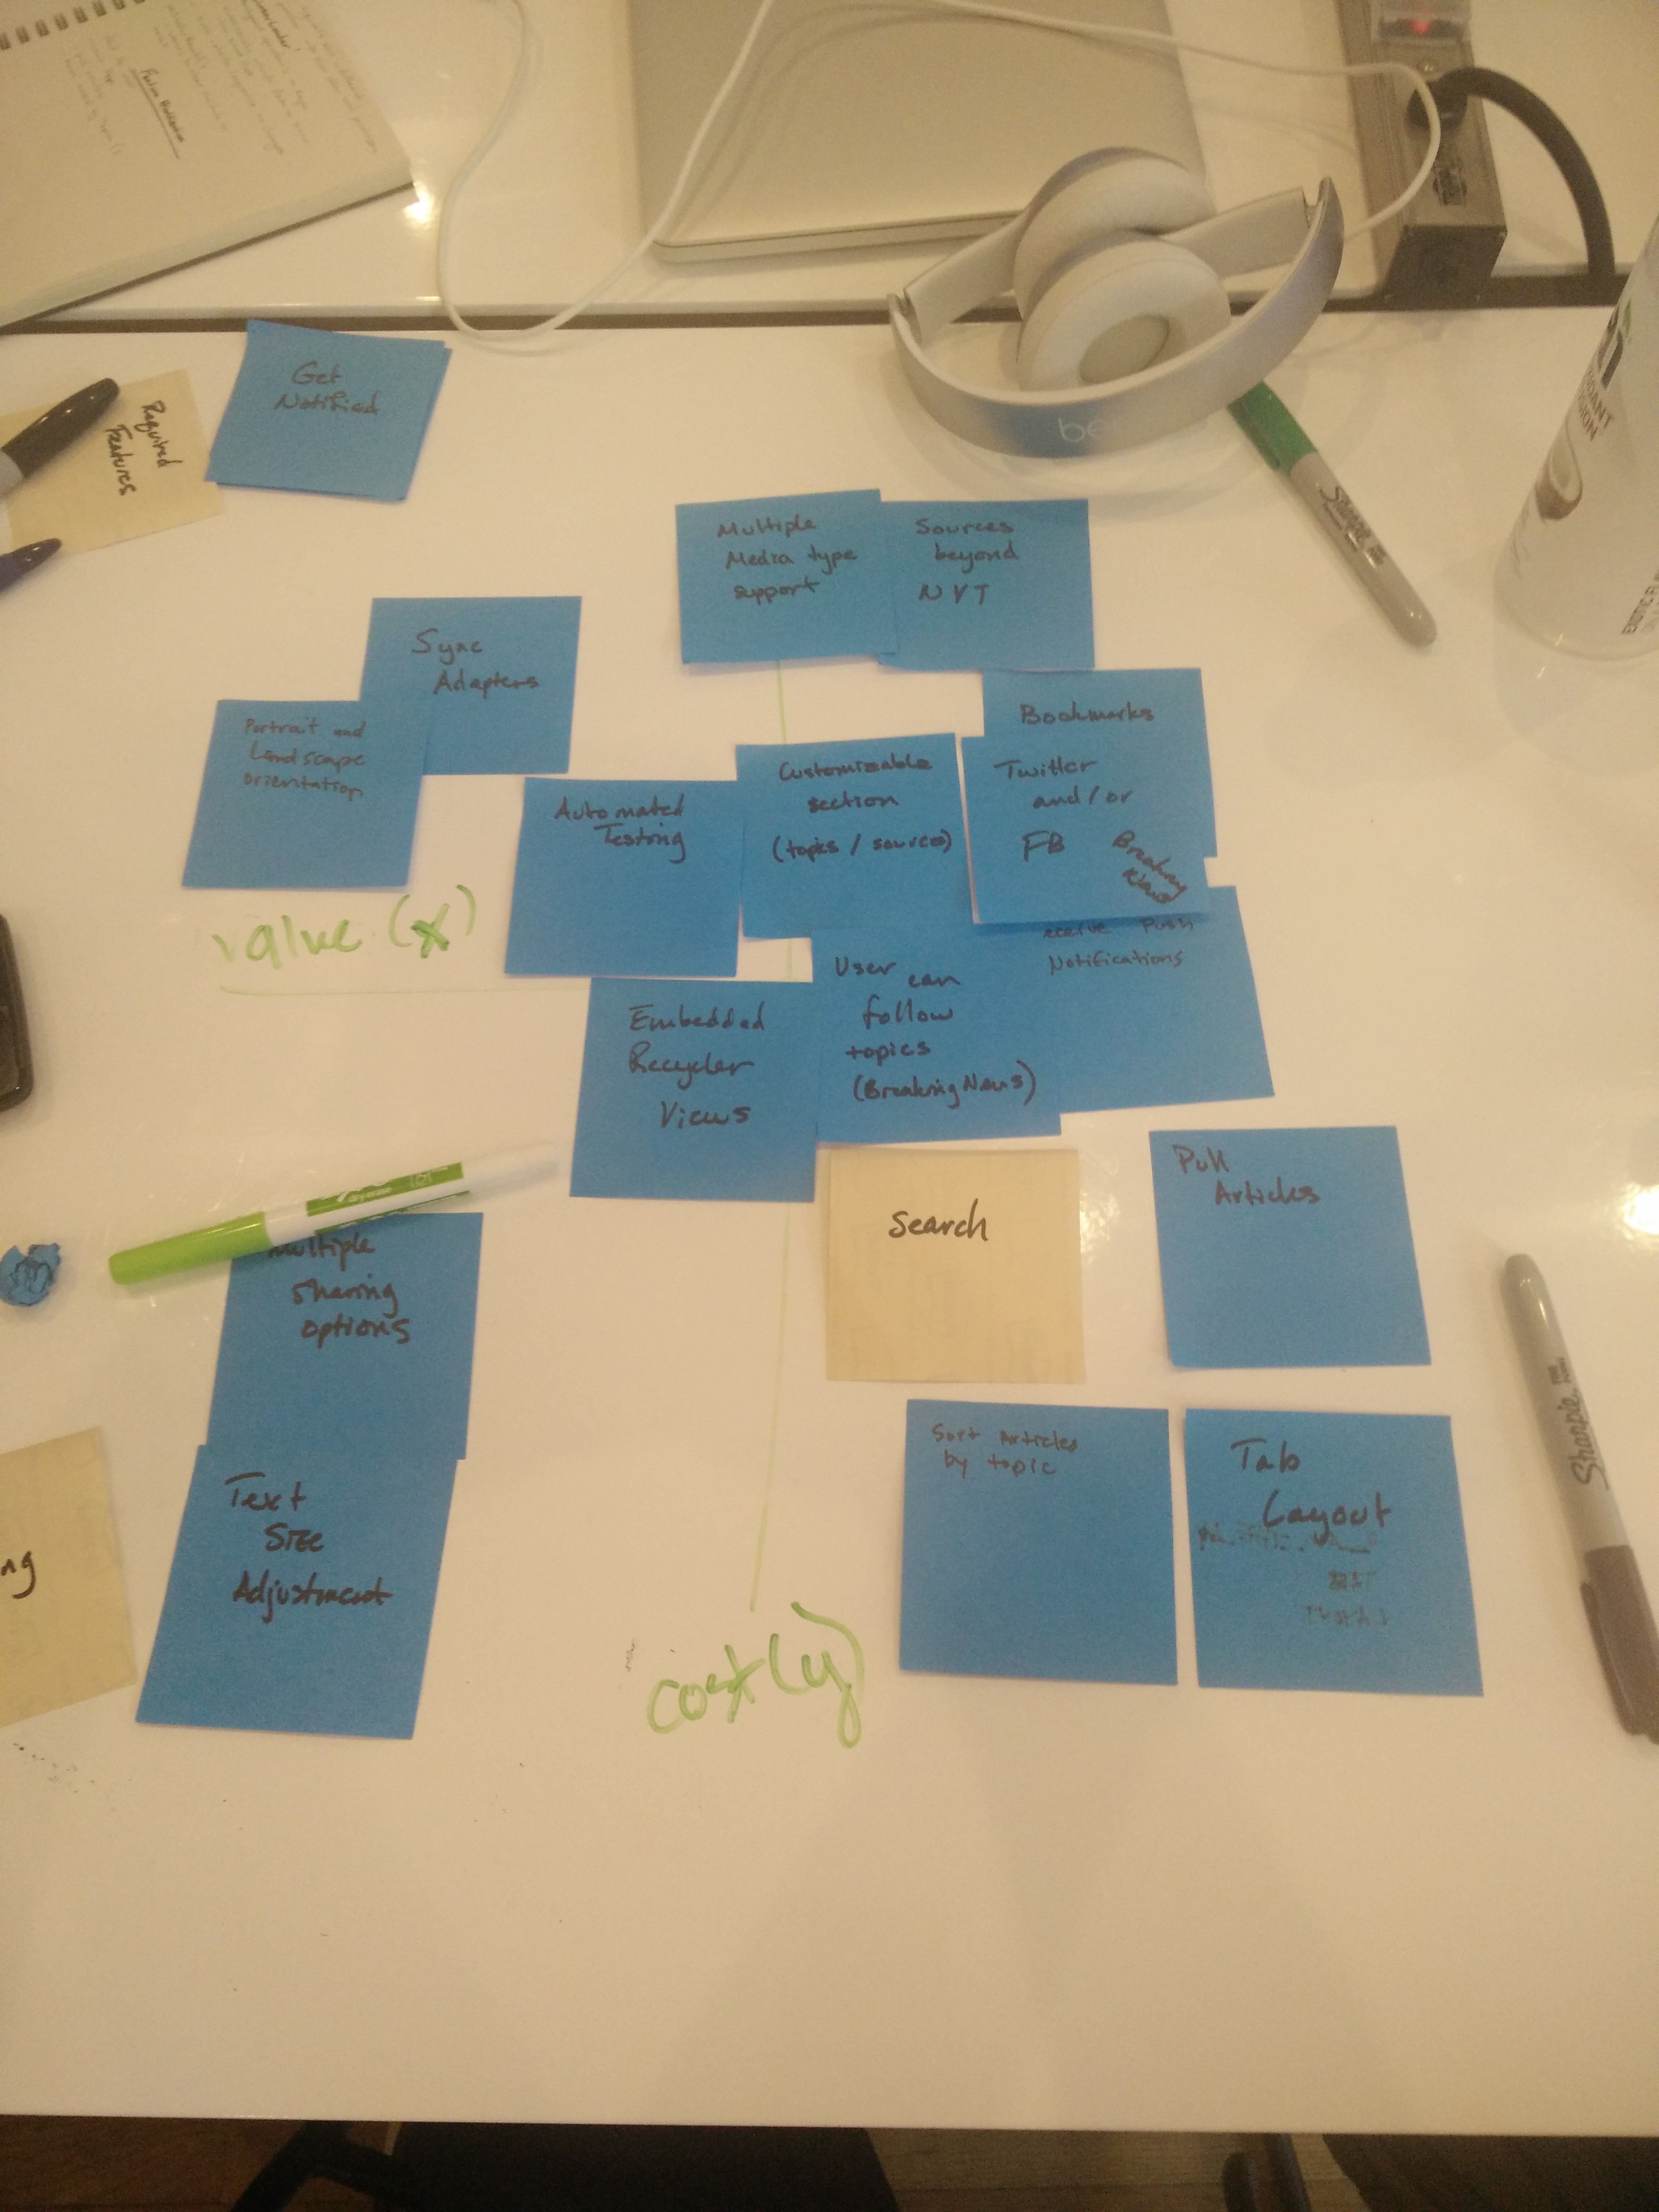 Get
Notified
Required
Features
Multiple
Media type
support
Sources
beyond
NYT
Sync
Adapters
Portrait and
Landscape
orientation
Bookmarks
Automated
Testing
Customizable
section
(topics / sources)
Twitter
and/or
FB
Breaking
News
value (x)
eceive Push
Notifications
Embedded
Recycler
Views
User can
follow
topics
(Breaking News)
Search
Pull
Articles
Multiple
sharing
options
Text
Size
Adjustment
ng
Sort Articles
by topic
Tab
Layout
cost (y)
Sharpie
Sharpie